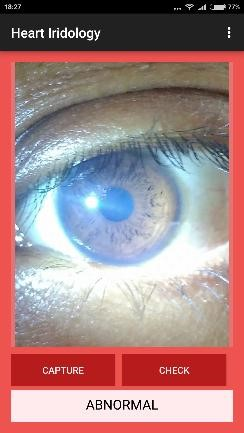 18:27
77%
Heart Iridology
CAPTURE CHECK
ABNORMAL